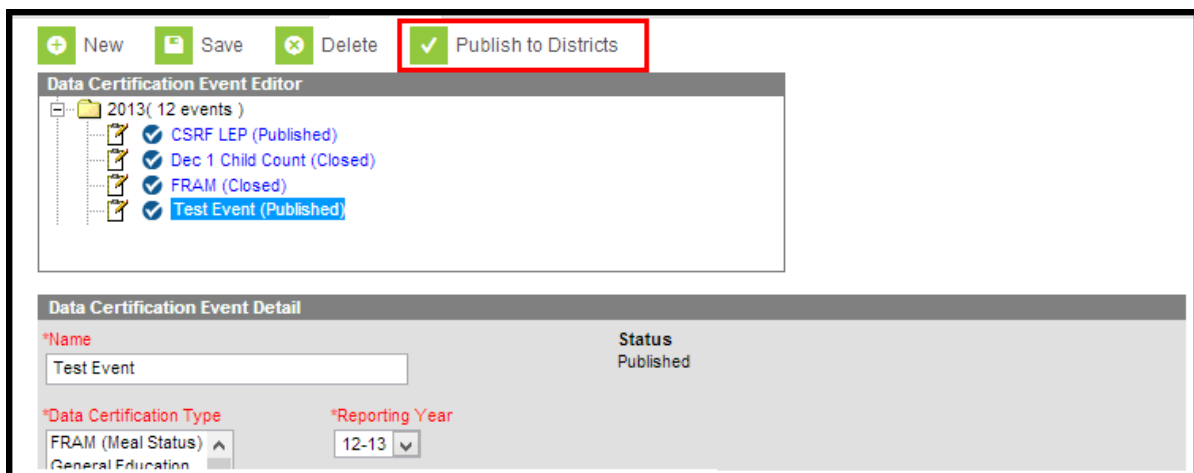 New Save Delete Publish to Districts
Data Certification Event Editor
2013( 12 events )
CSRF LEP (Published)
Dec 1 Child Count (Closed)
FRAM (Closed)
Test Event (Published)
Data Certification Event Detail
*Name Status
Test Event Published
*Data Certification Type *Reporting Year
FRAM (Meal Status) 12-13
General Education